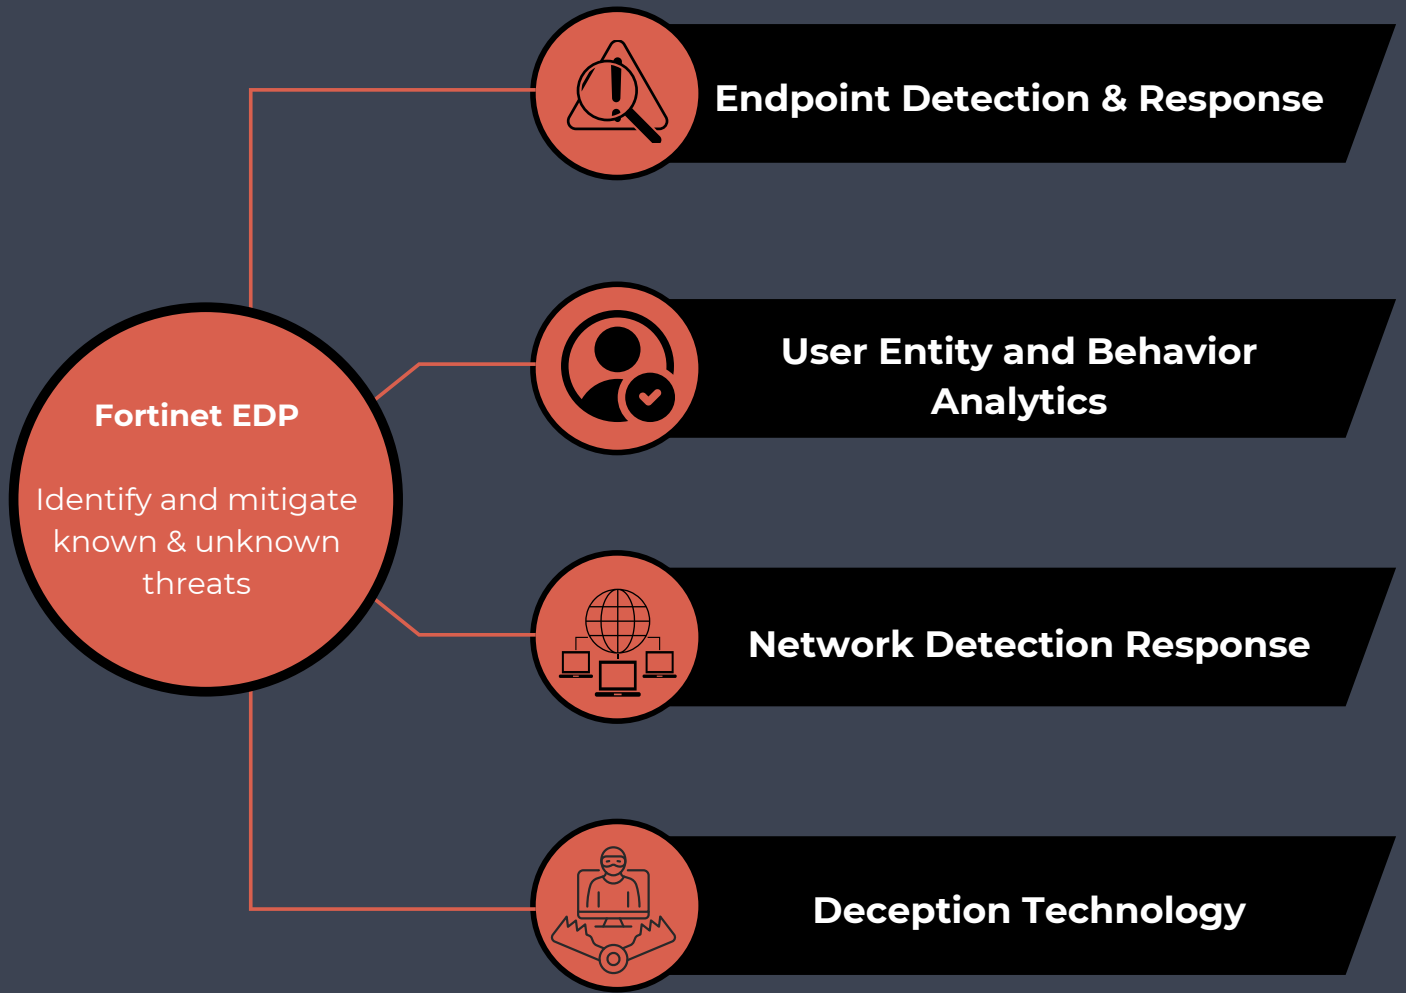 Endpoint Detection & Response
User Entity and Behavior
Analytics
Fortinet EDP
Identify and mitigate
known & unknown
threats
Network Detection Response
Deception Technology